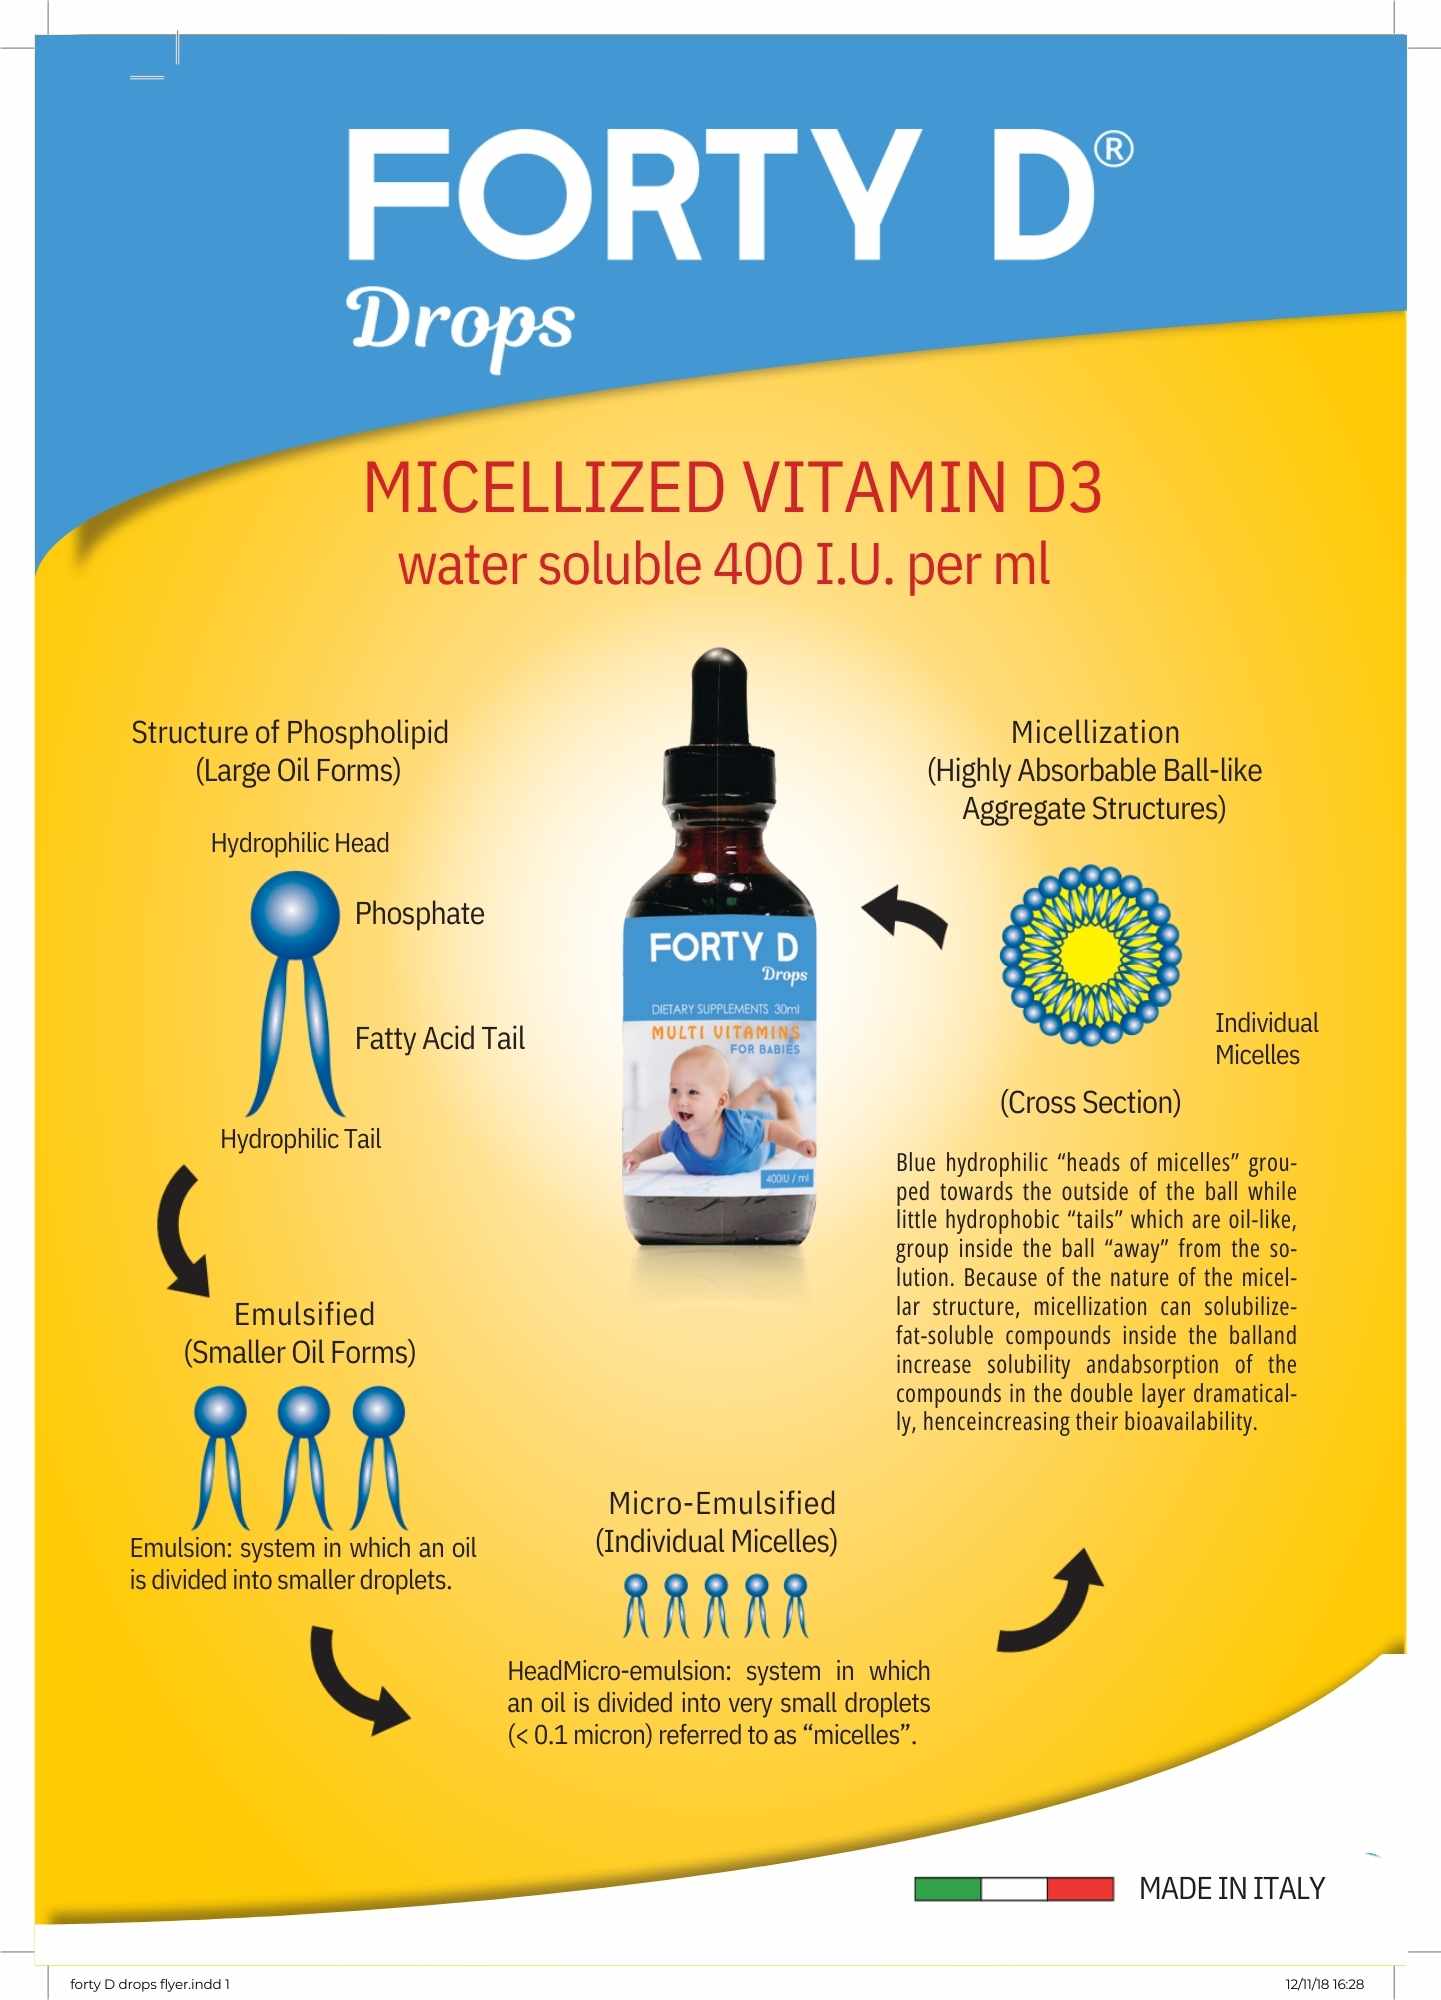 FORTY D®
Drops
MICELLIZED VITAMIN D3
water soluble 400 I.U. per ml
Structure of Phospholipid
(Large Oil Forms)
Hydrophilic Head
Phosphate
Fatty Acid Tail
Hydrophilic Tail
Emulsified
(Smaller Oil Forms)
Emulsion: system in which an oil
is divided into smaller droplets.
FORTY D
Drops
DIETARY SUPPLEMENTS 30ml
MULTI VITAMINS
FOR BABIES
400IU / ml
Micro-Emulsified
(Individual Micelles)
HeadMicro-emulsion: system in which
an oil is divided into very small droplets
(< 0.1 micron) referred to as “micelles”.
Micellization
(Highly Absorbable Ball-like
Aggregate Structures)
Individual
Micelles
(Cross Section)
Blue hydrophilic “heads of micelles” grou-
ped towards the outside of the ball while
little hydrophobic “tails” which are oil-like,
group inside the ball “away” from the so-
lution. Because of the nature of the micel-
lar structure, micellization can solubilize-
fat-soluble compounds inside the balland
increase solubility andabsorption of the
compounds in the double layer dramatical-
ly, henceincreasing their bioavailability.
MADE IN ITALY
forty D drops flyer.indd 1
12/11/18 16:28